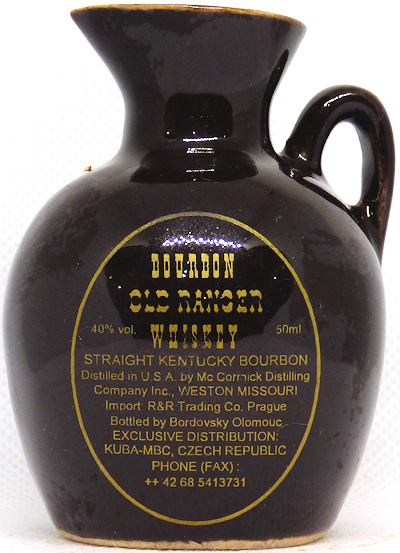 BOURBON
OLD RANGER
40% vol. WHISKEY 50ml
STRAIGHT KENTUCKY BOURBON
Distilled in U.S.A. by Mc Cormick Distilling
Company Inc., WESTON MISSOURI
Import: R&R Trading Co. Prague
Bottled by Bordovsky Olomouc
EXCLUSIVE DISTRIBUTION:
KUBA-MBC, CZECH REPUBLIC
PHONE (FAX) :
++ 42 68 5413731